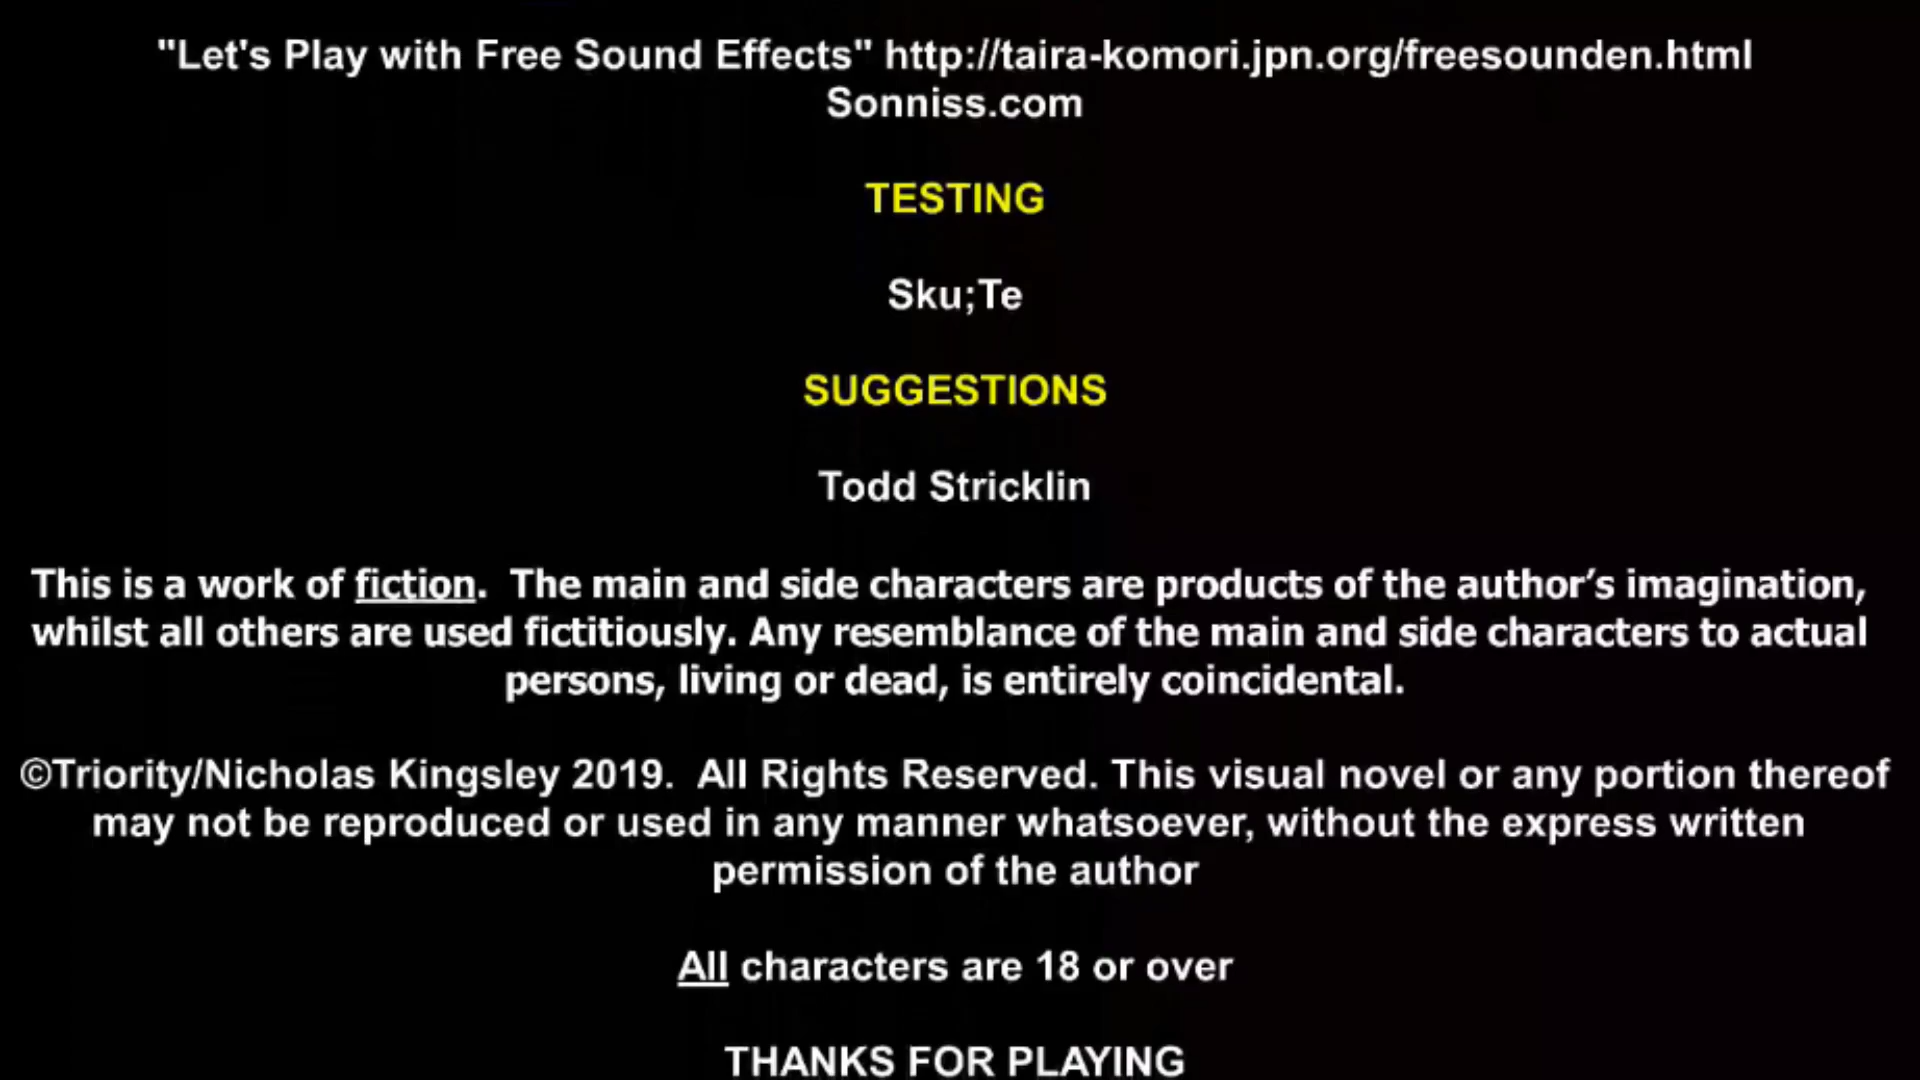 "Let's Play with Free Sound Effects" http://taira-komori.jpn.org/freesounden.html
Sonniss.com
TESTING
Sku;Te
SUGGESTIONS
Todd Stricklin
This is a work of fiction.  The main and side characters are products of the author’s imagination,
whilst all others are used fictitiously. Any resemblance of the main and side characters to actual
persons, living or dead, is entirely coincidental.
©Triority/Nicholas Kingsley 2019.  All Rights Reserved. This visual novel or any portion thereof
may not be reproduced or used in any manner whatsoever, without the express written
permission of the author
All characters are 18 or over
THANKS FOR PLAYING